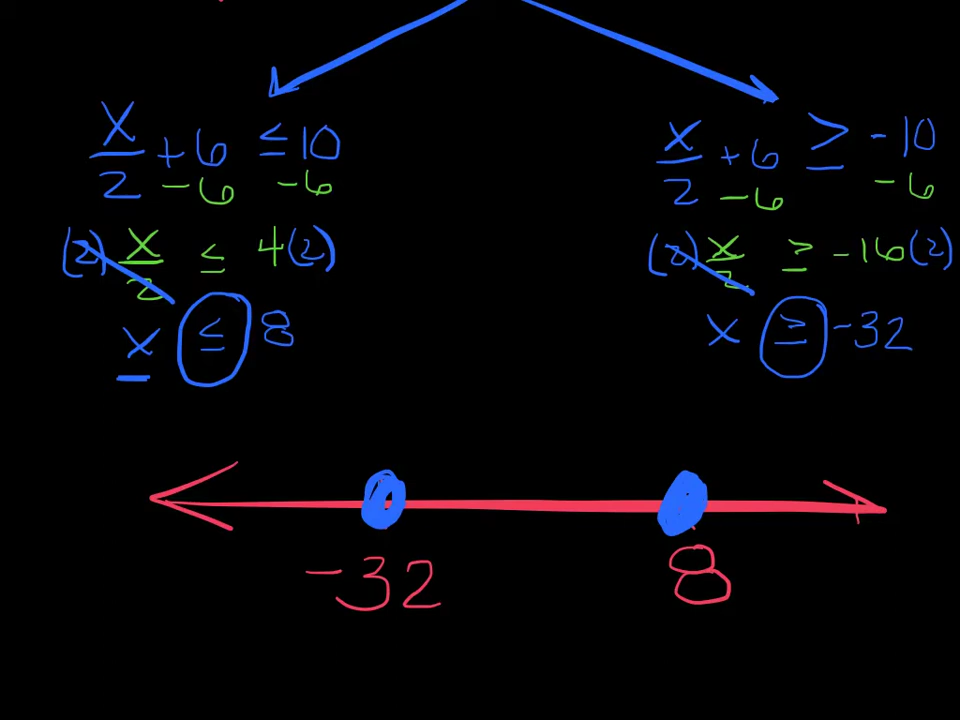 x/2 + 6 ≤ 10
- 6 - 6
(2) x/2 ≤ 4(2)
x ≤ 8
x/2 + 6 ≥ -10
- 6 - 6
(2) x/2 ≥ -16(2)
x ≥ -32
-32 8